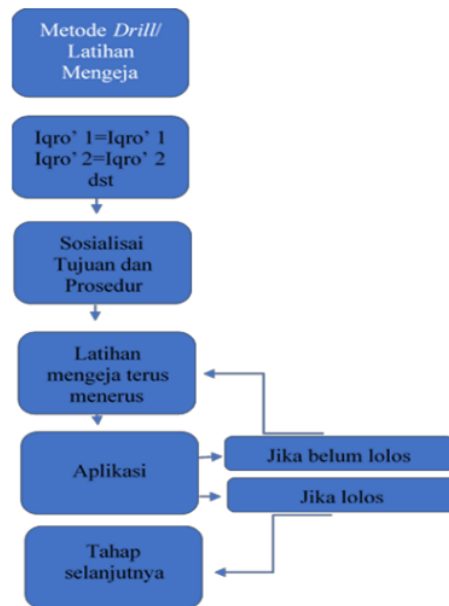 Metode Drill/
Latihan
Mengeja
Iqro’ 1=Iqro’ 1
Iqro’ 2=Iqro’ 2
dst
Sosialisai
Tujuan dan
Prosedur
Latihan
mengeja terus
menerus
Aplikasi
Jika belum lolos
Jika lolos
Tahap
selanjutnya